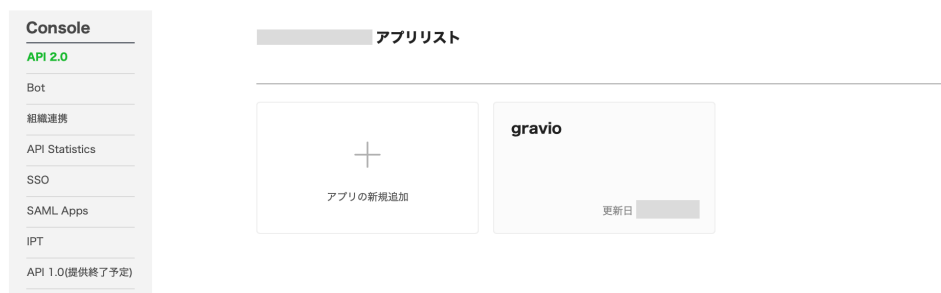 Console
API 2.0
Bot
組織連携
API Statistics
SSO
SAML Apps
IPT
API 1.0(提供終了予定)
アプリリスト
アプリの新規追加
gravio
更新日